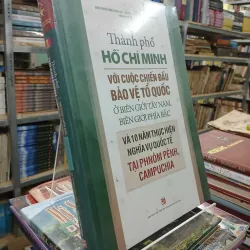 Thành phố
HỒ CHÍ MINH
VỚI CUỘC CHIẾN ĐẤU
BẢO VỆ TỔ QUỐC
Ở BIÊN GIỚI TÂY NAM,
BIÊN GIỚI PHÍA BẮC
VÀ 10 NĂM THỰC HIỆN
NGHĨA VỤ QUỐC TẾ
TẠI PHNÔM PÊNH,
CAMPUCHIA